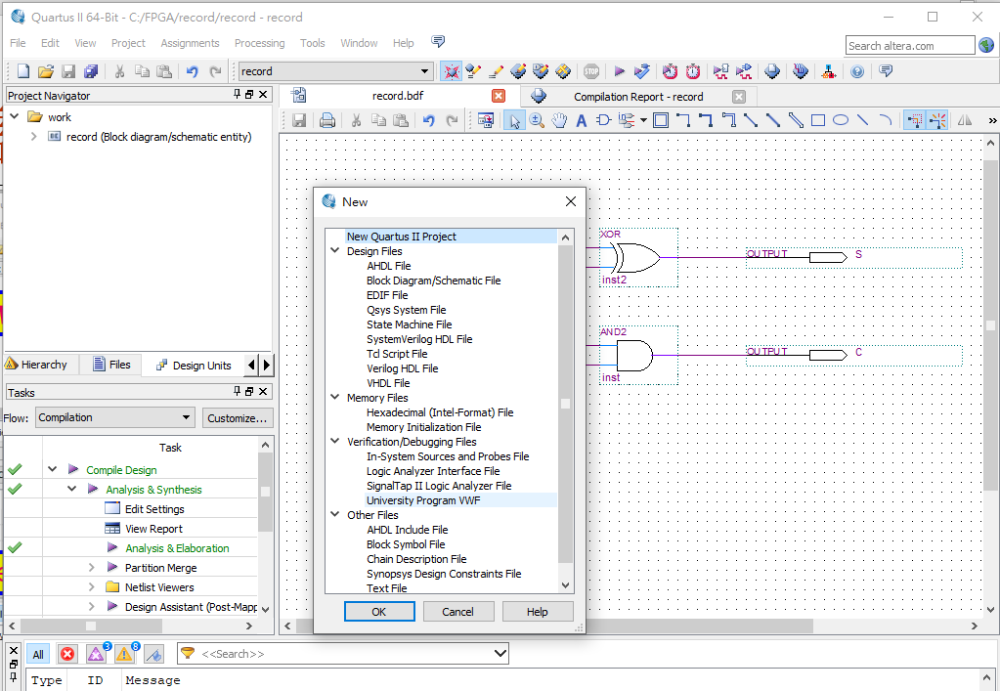 Quartus II 64-Bit - C:/FPGA/record/record - record
File Edit View Project Assignments Processing Tools Window Help
Search altera.com
record
STOP
Project Navigator
work
record (Block diagram/schematic entity)
Hierarchy Files Design Units
Tasks
Flow: Compilation Customize...
Task
Compile Design
Analysis & Synthesis
Edit Settings
View Report
Analysis & Elaboration
Partition Merge
Netlist Viewers
Design Assistant (Post-Mapp
record.bdf
Compilation Report - record
A
»
XOR
inst2
OUTPUT S
AND2
inst
OUTPUT C
New
New Quartus II Project
Design Files
AHDL File
Block Diagram/Schematic File
EDIF File
Qsys System File
State Machine File
SystemVerilog HDL File
Tcl Script File
Verilog HDL File
VHDL File
Memory Files
Hexadecimal (Intel-Format) File
Memory Initialization File
Verification/Debugging Files
In-System Sources and Probes File
Logic Analyzer Interface File
SignalTap II Logic Analyzer File
University Program VWF
Other Files
AHDL Include File
Block Symbol File
Chain Description File
Synopsys Design Constraints File
Text File
OK Cancel Help
All 3 8 <<Search>>
Type ID Message